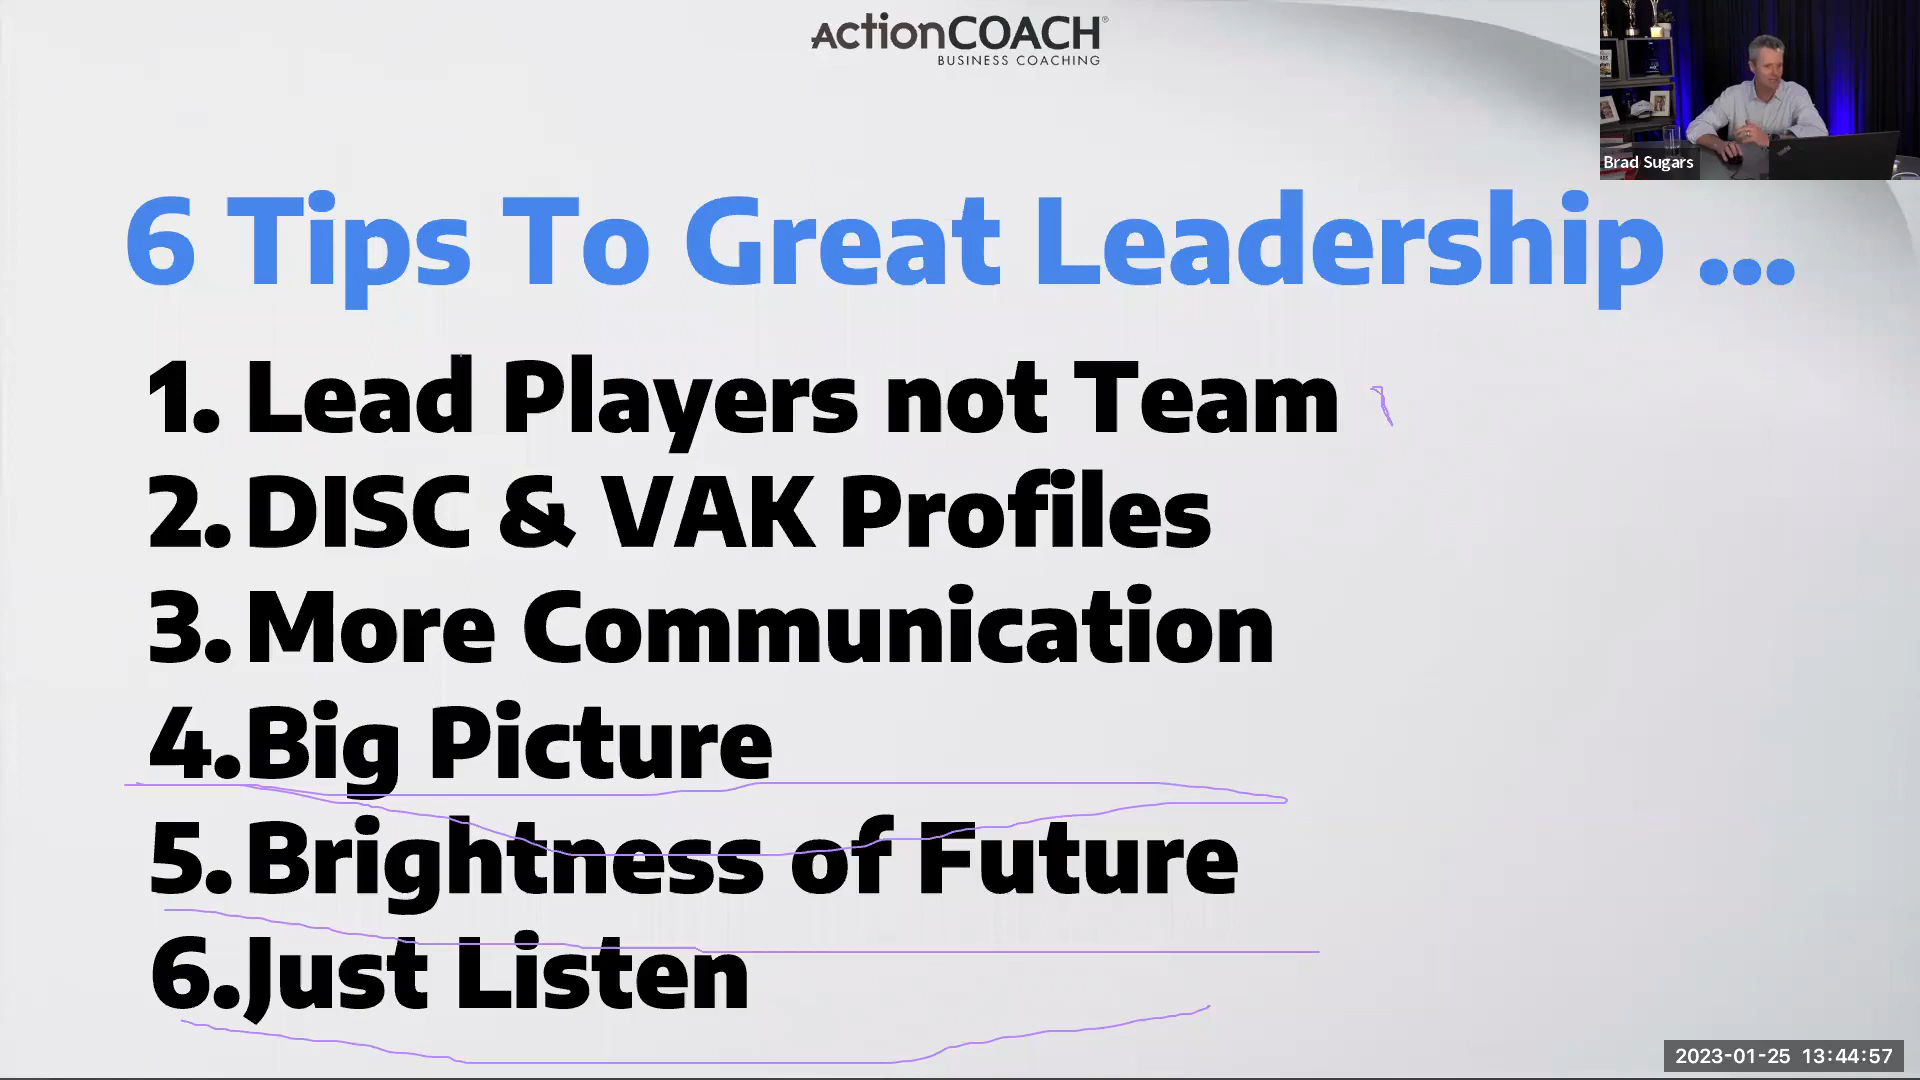 actionCOACH®
BUSINESS COACHING
Brad Sugars
6 Tips To Great Leadership ...
1. Lead Players not Team
2. DISC & VAK Profiles
3. More Communication
4. Big Picture
5. Brightness of Future
6. Just Listen
2023-01-25 13:44:57